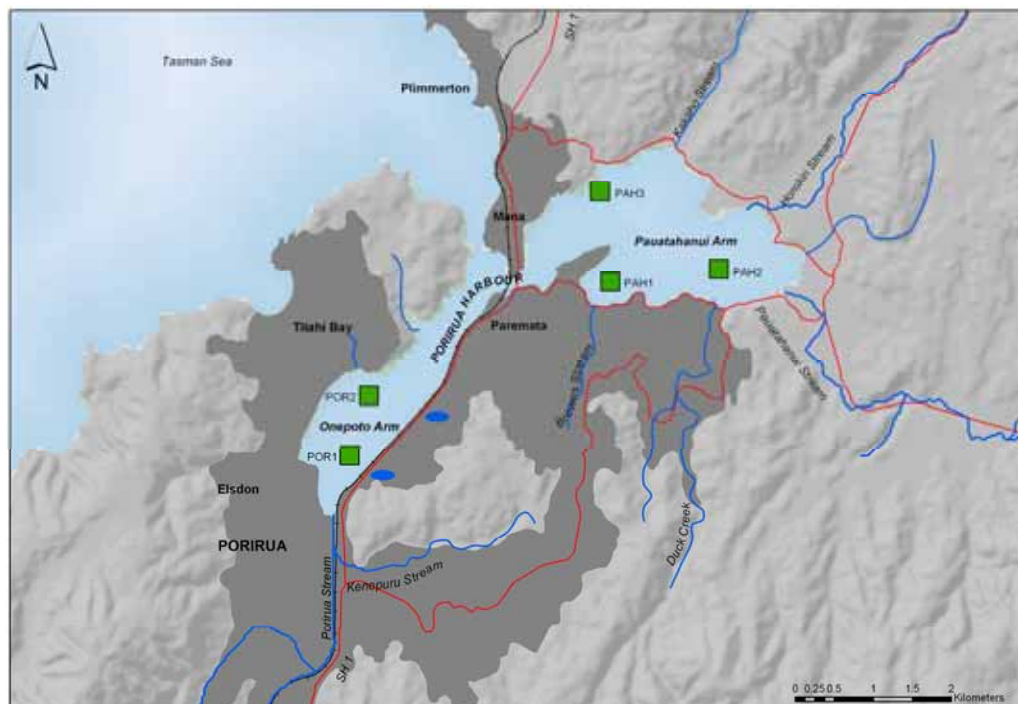 N
Tasman Sea
SH 1
Plimmerton
Kakaho Stream
Horokiri Stream
PAH3
Mana
Pauatahanui Arm
PAH2
PAH1
PORIRUA HARBOUR
Titahi Bay
Paremata
Pauatahanui Stream
Browns Stream
POR2
Onepoto Arm
POR1
Elsdon
PORIRUA
Duck Creek
Kenepuru Stream
Porirua Stream
SH 1
0 0.25 0.5 1 1.5 2
Kilometers